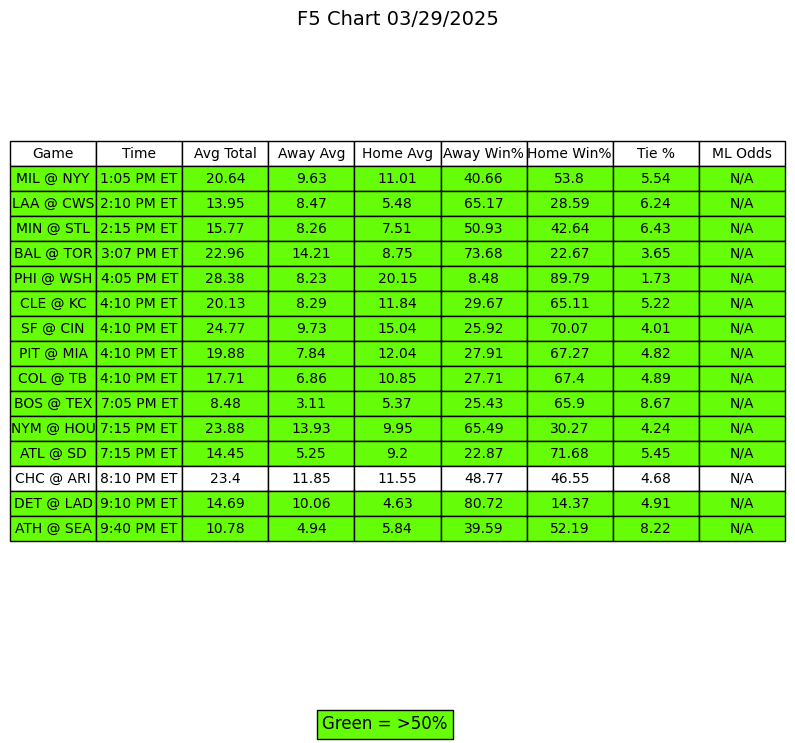 F5 Chart 03/29/2025
Game Time Avg Total Away Avg Home Avg Away Win% Home Win% Tie % ML Odds
MIL @ NYY 1:05 PM ET 20.64 9.63 11.01 40.66 53.8 5.54 N/A
LAA @ CWS 2:10 PM ET 13.95 8.47 5.48 65.17 28.59 6.24 N/A
MIN @ STL 2:15 PM ET 15.77 8.26 7.51 50.93 42.64 6.43 N/A
BAL @ TOR 3:07 PM ET 22.96 14.21 8.75 73.68 22.67 3.65 N/A
PHI @ WSH 4:05 PM ET 28.38 8.23 20.15 8.48 89.79 1.73 N/A
CLE @ KC 4:10 PM ET 20.13 8.29 11.84 29.67 65.11 5.22 N/A
SF @ CIN 4:10 PM ET 24.77 9.73 15.04 25.92 70.07 4.01 N/A
PIT @ MIA 4:10 PM ET 19.88 7.84 12.04 27.91 67.27 4.82 N/A
COL @ TB 4:10 PM ET 17.71 6.86 10.85 27.71 67.4 4.89 N/A
BOS @ TEX 7:05 PM ET 8.48 3.11 5.37 25.43 65.9 8.67 N/A
NYM @ HOU 7:15 PM ET 23.88 13.93 9.95 65.49 30.27 4.24 N/A
ATL @ SD 7:15 PM ET 14.45 5.25 9.2 22.87 71.68 5.45 N/A
CHC @ ARI 8:10 PM ET 23.4 11.85 11.55 48.77 46.55 4.68 N/A
DET @ LAD 9:10 PM ET 14.69 10.06 4.63 80.72 14.37 4.91 N/A
ATH @ SEA 9:40 PM ET 10.78 4.94 5.84 39.59 52.19 8.22 N/A
Green = >50%